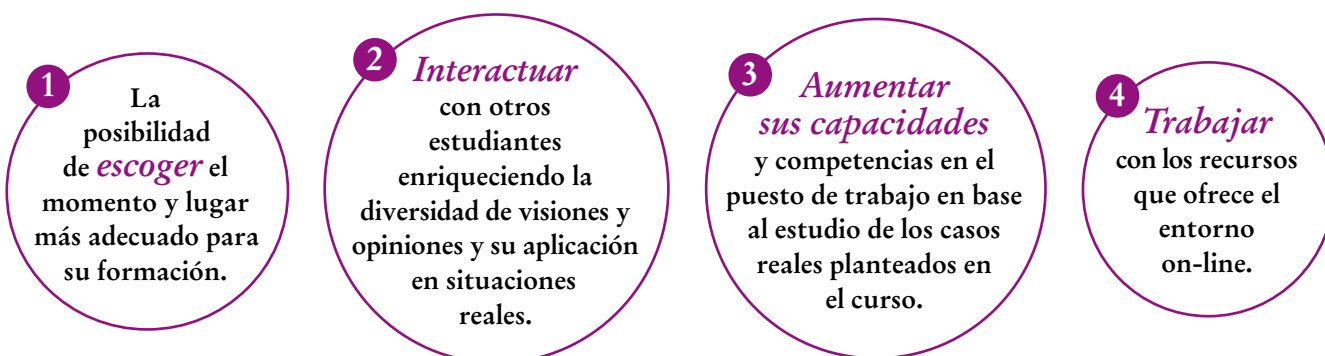 1
La
posibilidad
de escoger el
momento y lugar
más adecuado para
su formación.
2
Interactuar
con otros
estudiantes
enriqueciendo la
diversidad de visiones y
opiniones y su aplicación
en situaciones
reales.
3
Aumentar
sus capacidades
y competencias en el
puesto de trabajo en base
al estudio de los casos
reales planteados en
el curso.
4
Trabajar
con los recursos
que ofrece el
entorno
on-line.